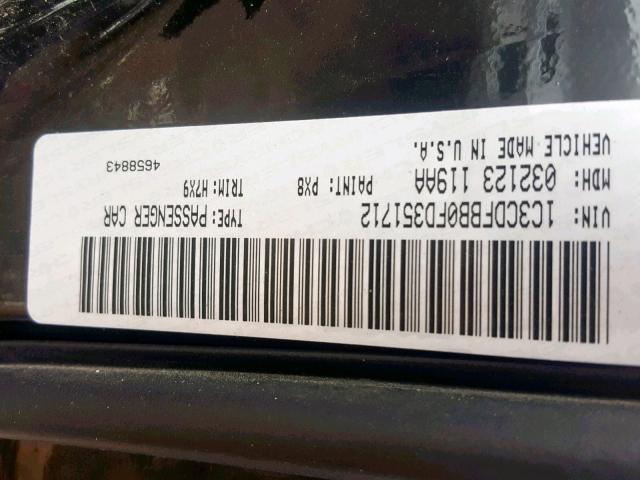 VIN: 1C3CDFBB0FD351712 TYPE: PASSENGER CAR
MDH: 032123 119AA PAINT: PX8 TRIM: H7X9
VEHICLE MADE IN U.S.A. 4658843